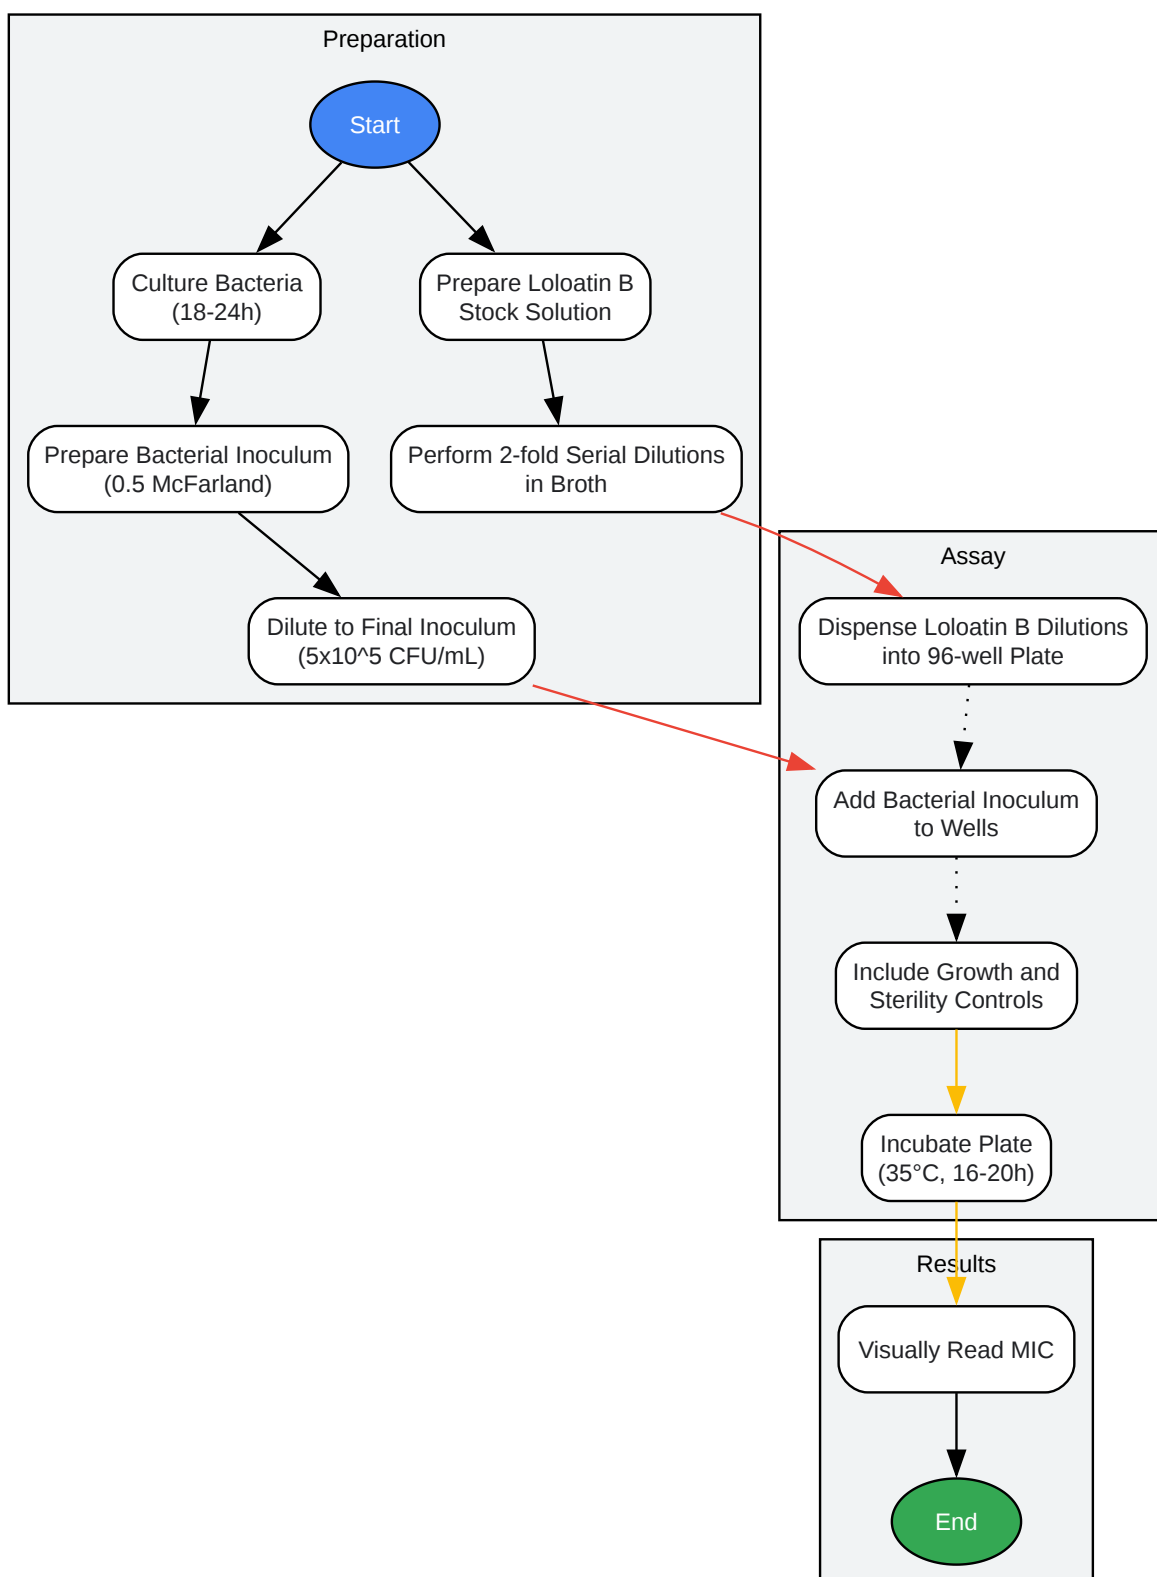 Preparation
Start
Culture Bacteria
(18-24h)
Prepare Loloatin B
Stock Solution
Prepare Bacterial Inoculum
(0.5 McFarland)
Perform 2-fold Serial Dilutions
in Broth
Dilute to Final Inoculum
(5x10^5 CFU/mL)
Assay
Dispense Loloatin B Dilutions
into 96-well Plate
Add Bacterial Inoculum
to Wells
Include Growth and
Sterility Controls
Incubate Plate
(35°C, 16-20h)
Results
Visually Read MIC
End